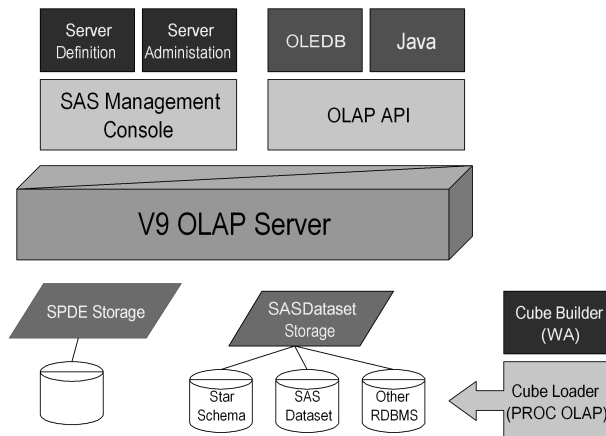 Server
Definition
Server
Administation
OLEDB
Java
SAS Management
Console
OLAP API
V9 OLAP Server
SPDE Storage
SASDataset
Storage
Star
Schema
SAS
Dataset
Other
RDBMS
Cube Builder
(WA)
Cube Loader
(PROC OLAP)